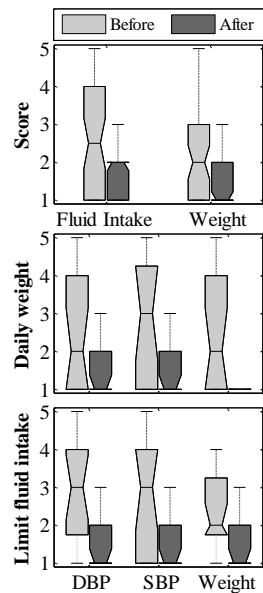 Before After
Score
5
4
3
2
1
Fluid Intake Weight
Daily weight
5
4
3
2
1
Limit fluid intake
5
4
3
2
1
DBP SBP Weight